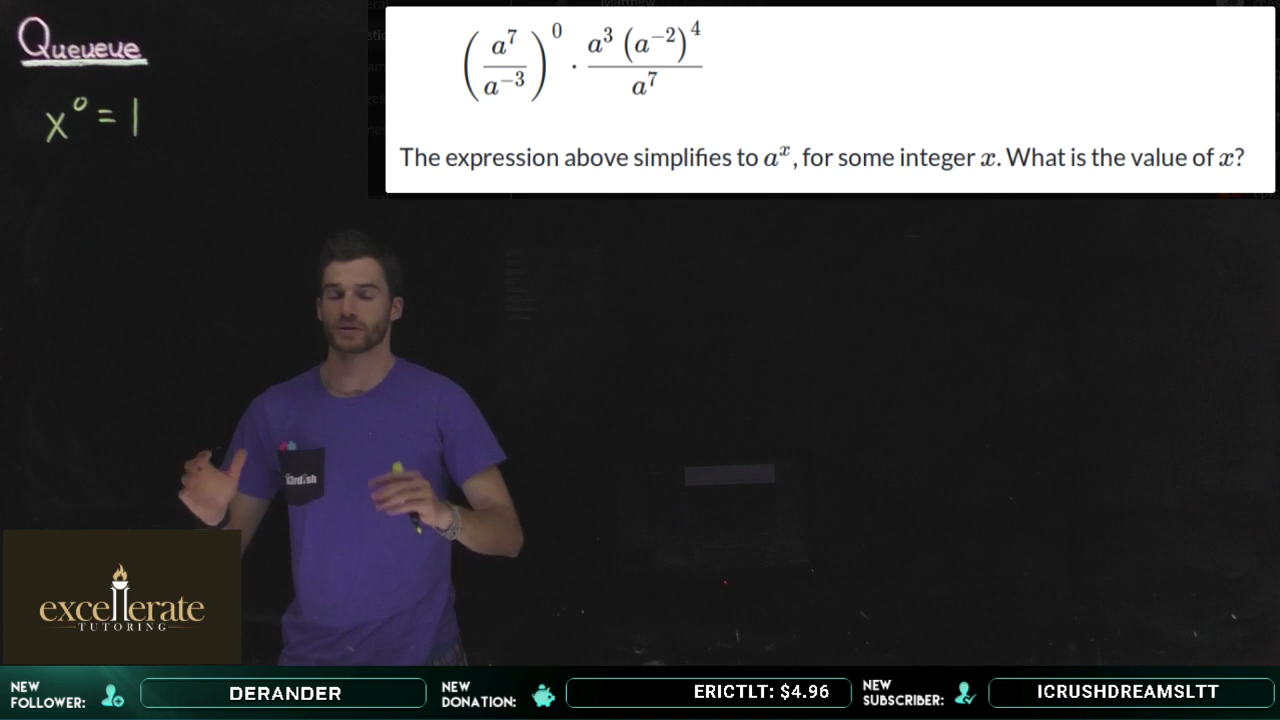 Queueue
x⁰ = 1
(a⁷/a⁻³)⁰ · a³ (a⁻²)⁴/a⁷
The expression above simplifies to aˣ, for some integer x. What is the value of x?
excellerate
TUTORING
NEW FOLLOWER: DERANDER
NEW DONATION: ERICTLT: $4.96
NEW SUBSCRIBER: ICRUSHDREAMSLTT